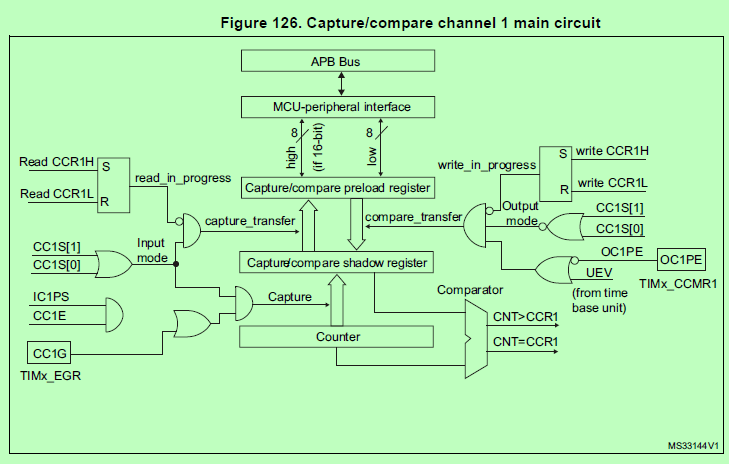 Figure 126. Capture/compare channel 1 main circuit
APB Bus
MCU-peripheral interface
8
high
(if 16-bit)
8
low
Read CCR1H
S
read_in_progress
Read CCR1L
R
write_in_progress
S
write CCR1H
R
write CCR1L
Capture/compare preload register
capture_transfer
compare_transfer
Output
mode
CC1S[1]
CC1S[0]
CC1S[1]
CC1S[0]
Input
mode
Capture/compare shadow register
OC1PE
OC1PE
UEV
TIMx_CCMR1
(from time
base unit)
IC1PS
CC1E
Capture
Comparator
CNT>CCR1
CNT=CCR1
Counter
CC1G
TIMx_EGR
MS33144V1